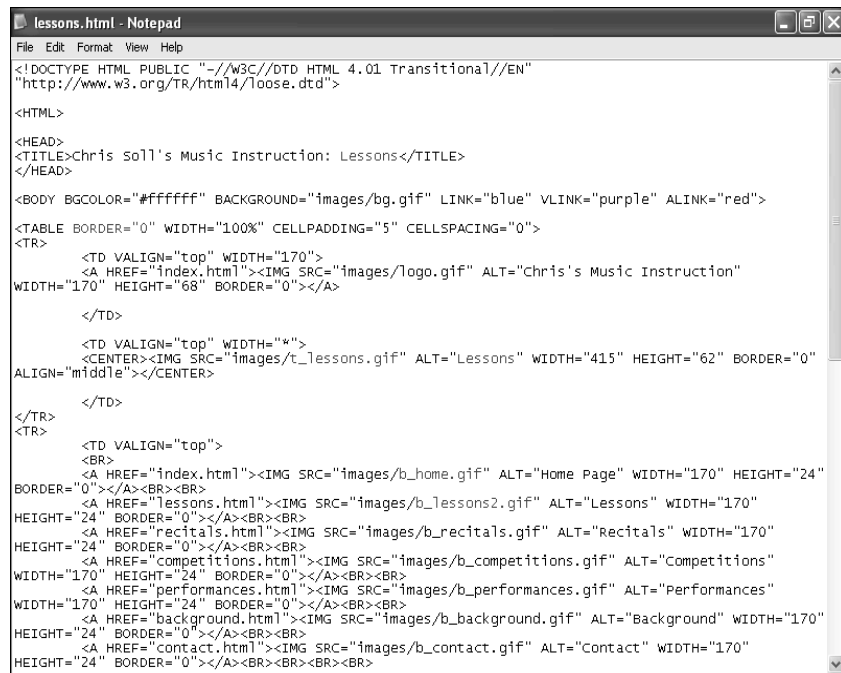 lessons.html - Notepad
File Edit Format View Help
<!DOCTYPE HTML PUBLIC "-//W3C//DTD HTML 4.01 Transitional//EN"
"http://www.w3.org/TR/html4/loose.dtd">
<HTML>
<HEAD>
<TITLE>Chris Soll's Music Instruction: Lessons</TITLE>
</HEAD>
<BODY BGCOLOR="#ffffff" BACKGROUND="images/bg.gif" LINK="blue" VLINK="purple" ALINK="red">
<TABLE BORDER="0" WIDTH="100%" CELLPADDING="5" CELLSPACING="0">
<TR>
<TD VALIGN="top" WIDTH="170">
<A HREF="index.html"><IMG SRC="images/logo.gif" ALT="Chris's Music Instruction"
WIDTH="170" HEIGHT="68" BORDER="0"></A>
</TD>
<TD VALIGN="top" WIDTH="*">
<CENTER><IMG SRC="images/t_lessons.gif" ALT="Lessons" WIDTH="415" HEIGHT="62" BORDER="0"
ALIGN="middle"></CENTER>
</TD>
</TR>
<TR>
<TD VALIGN="top">
<BR>
<A HREF="index.html"><IMG SRC="images/b_home.gif" ALT="Home Page" WIDTH="170" HEIGHT="24"
BORDER="0"></A><BR><BR>
<A HREF="lessons.html"><IMG SRC="images/b_lessons2.gif" ALT="Lessons" WIDTH="170"
HEIGHT="24" BORDER="0"></A><BR><BR>
<A HREF="recitals.html"><IMG SRC="images/b_recitals.gif" ALT="Recitals" WIDTH="170"
HEIGHT="24" BORDER="0"></A><BR><BR>
<A HREF="competitions.html"><IMG SRC="images/b_competitions.gif" ALT="Competitions"
WIDTH="170" HEIGHT="24" BORDER="0"></A><BR><BR>
<A HREF="performances.html"><IMG SRC="images/b_performances.gif" ALT="Performances"
WIDTH="170" HEIGHT="24" BORDER="0"></A><BR><BR>
<A HREF="background.html"><IMG SRC="images/b_background.gif" ALT="Background" WIDTH="170"
HEIGHT="24" BORDER="0"></A><BR><BR>
<A HREF="contact.html"><IMG SRC="images/b_contact.gif" ALT="Contact" WIDTH="170"
HEIGHT="24" BORDER="0"></A><BR><BR><BR><BR>